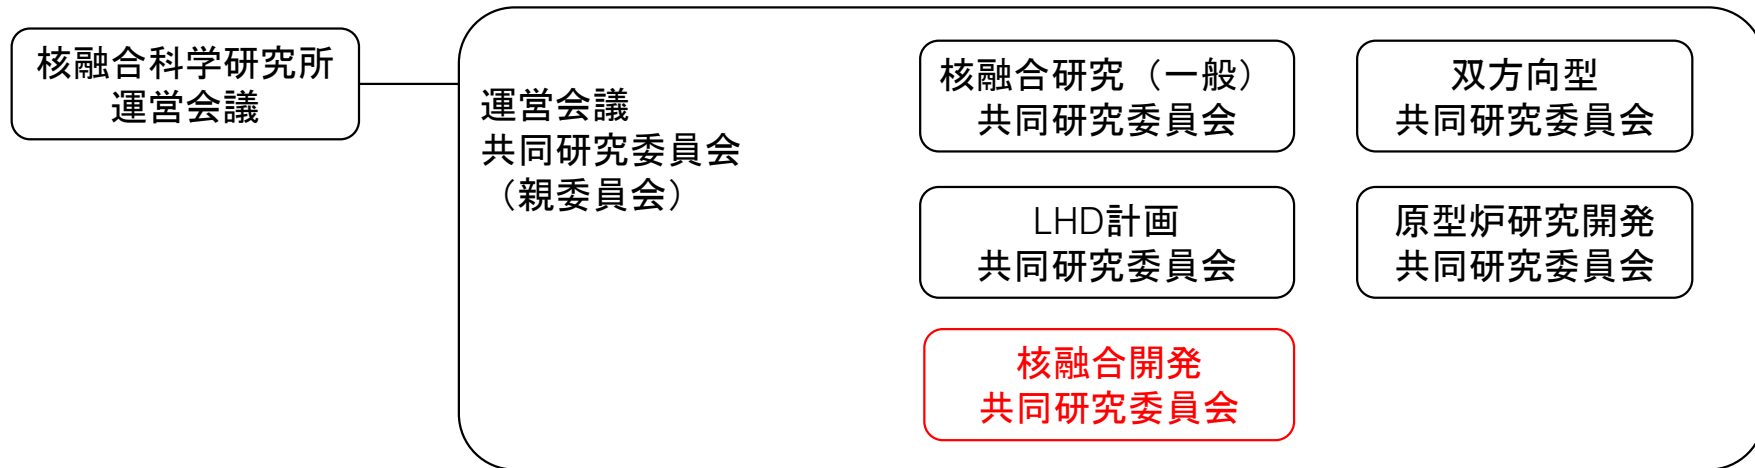 核融合科学研究所
運営会議
運営会議
共同研究委員会
（親委員会）
核融合研究（一般）
共同研究委員会
双方向型
共同研究委員会
LHD計画
共同研究委員会
原型炉研究開発
共同研究委員会
核融合開発
共同研究委員会